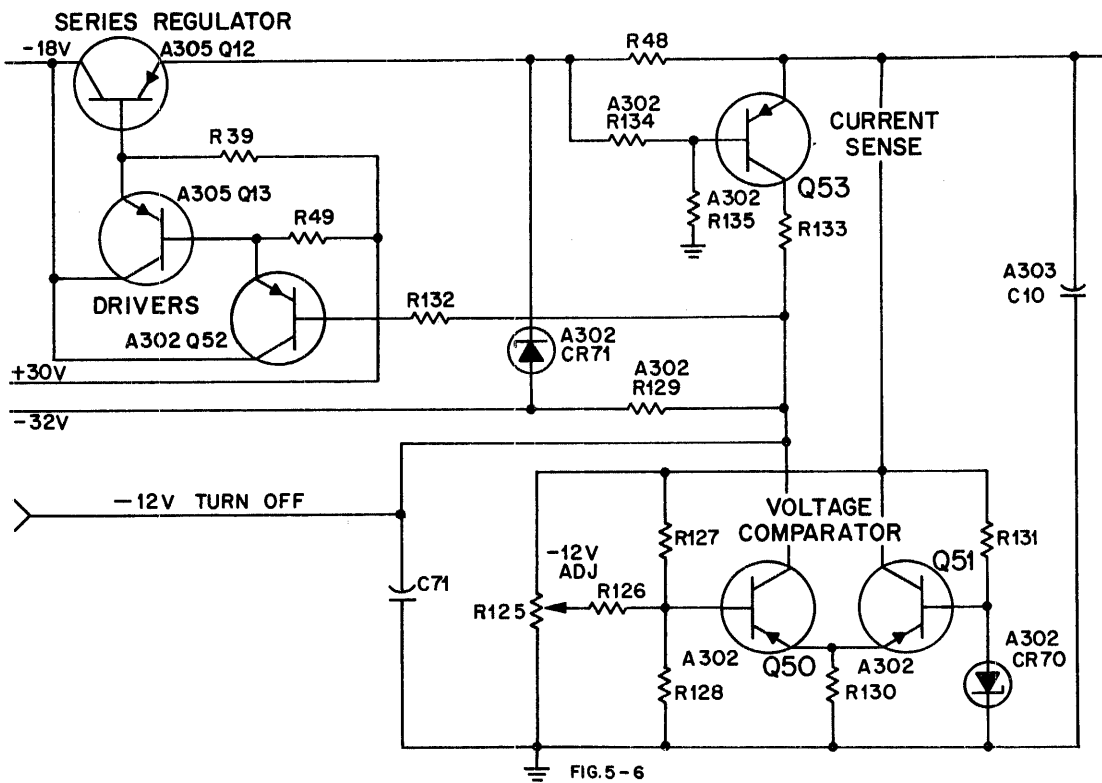 SERIES REGULATOR
-18V
A305 Q12
R48
A302
R134
CURRENT
SENSE
R39
Q53
A305 Q13
A302
R135
R49
R133
A303
C10
DRIVERS
R132
A302 Q52
A302
CR71
+30V
A302
R129
-32V
-12V TURN OFF
VOLTAGE
COMPARATOR
R127
R131
-12V
ADJ
Q51
C71
R126
R125
A302
Q50
A302
A302
CR70
R128
R130
FIG. 5-6